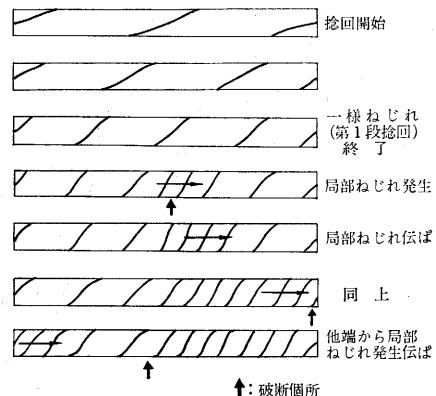 捻回開始
一様ねじれ
(第1段捻回)
終了
局部ねじれ発生
局部ねじれ伝ぱ
同上
他端から局部
ねじれ発生伝ぱ
:破断個所